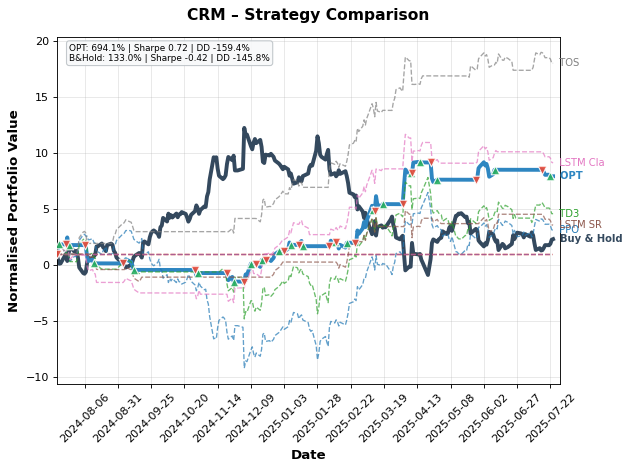 CRM – Strategy Comparison
OPT: 694.1% | Sharpe 0.72 | DD -159.4%
B&Hold: 133.0% | Sharpe -0.42 | DD -145.8%
Normalised Portfolio Value
20
15
10
5
0
−5
−10
TOS
LSTM Cla
OPT
TD3
LSTM SR
PPO
Buy & Hold
2024-08-06
2024-08-31
2024-09-25
2024-10-20
2024-11-14
2024-12-09
2025-01-03
2025-01-28
2025-02-22
2025-03-19
2025-04-13
2025-05-08
2025-06-02
2025-06-27
2025-07-22
Date